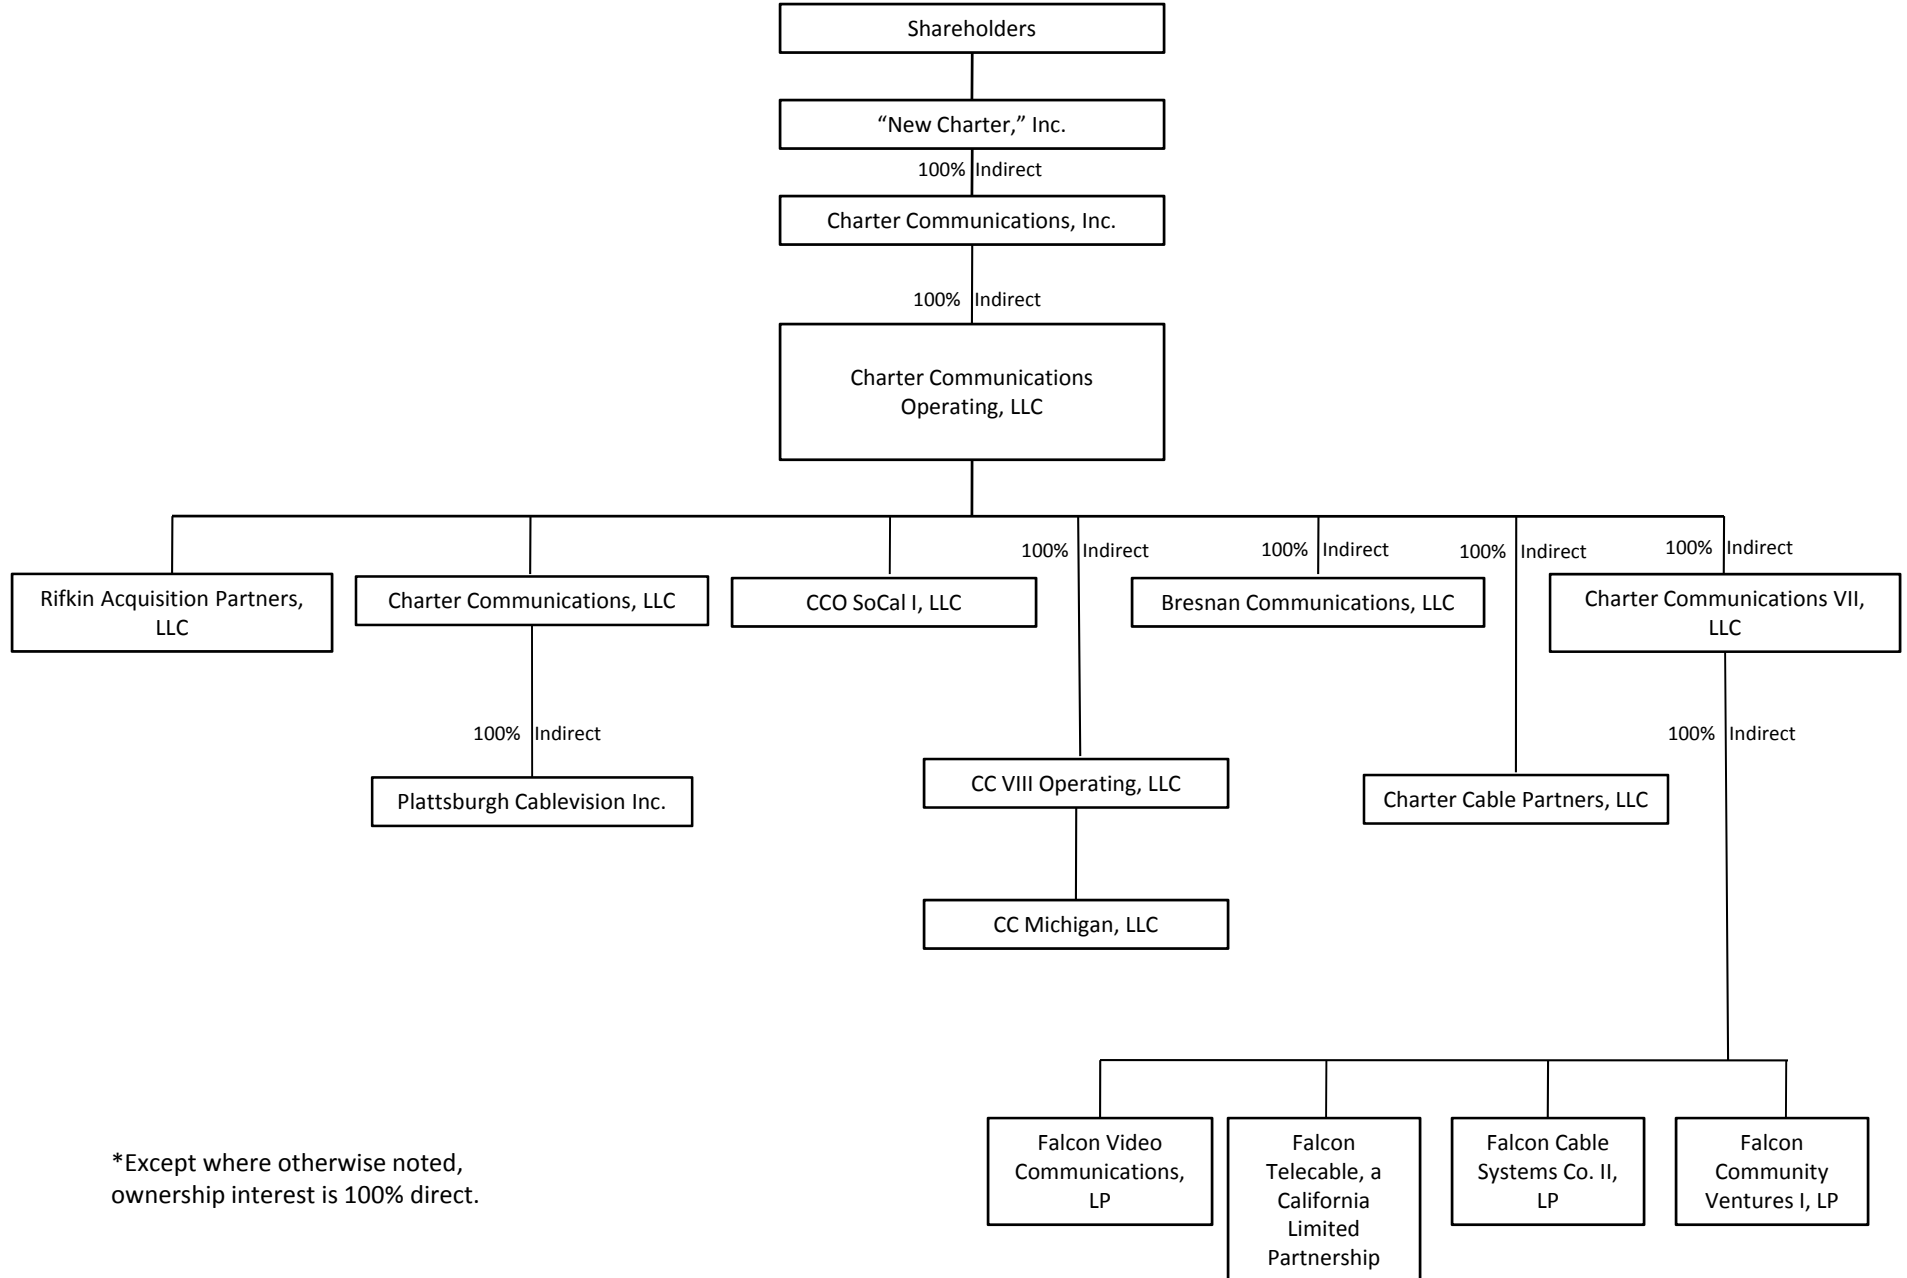 Shareholders
“New Charter,” Inc.
100% Indirect
Charter Communications, Inc.
100% Indirect
Charter Communications
Operating, LLC
100% Indirect
100% Indirect
100% Indirect
100% Indirect
Rifkin Acquisition Partners,
LLC
Charter Communications, LLC
CCO SoCal I, LLC
Bresnan Communications, LLC
Charter Communications VII,
LLC
100% Indirect
100% Indirect
Plattsburgh Cablevision Inc.
CC VIII Operating, LLC
Charter Cable Partners, LLC
CC Michigan, LLC
Falcon Video
Communications,
LP
Falcon
Telecable, a
California
Limited
Partnership
Falcon Cable
Systems Co. II,
LP
Falcon
Community
Ventures I, LP
*Except where otherwise noted,
ownership interest is 100% direct.